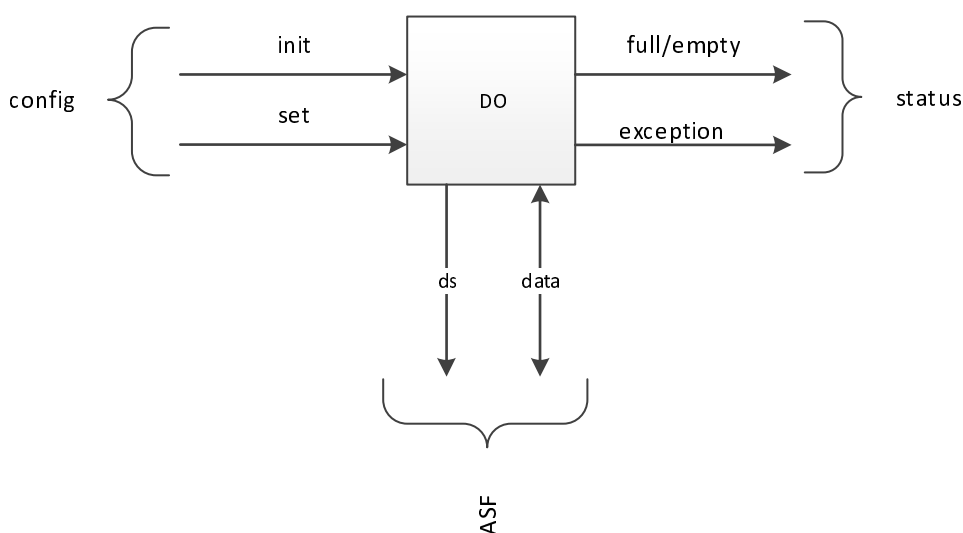 init
full/empty
config
DO
status
set
exception
ds
data
ASF